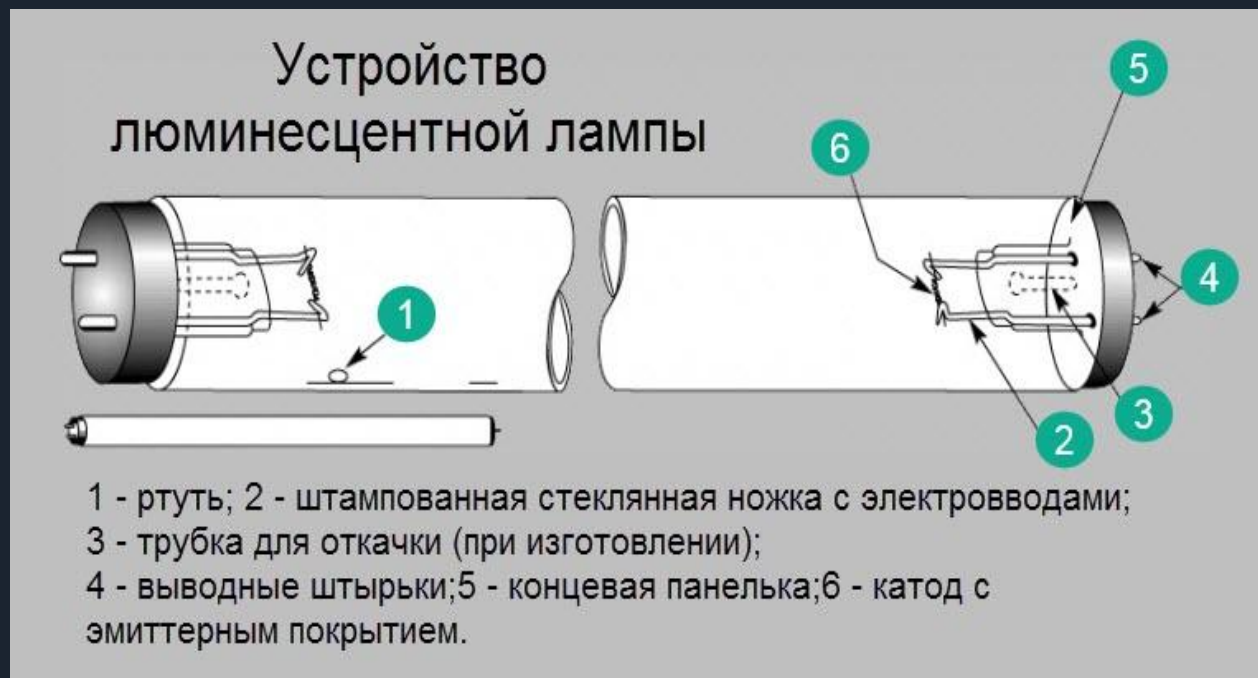 Устройство
люминесцентной лампы
5
6
4
1
3
2
1 - ртуть; 2 - штампованная стеклянная ножка с электровводами;
3 - трубка для откачки (при изготовлении);
4 - выводные штырьки;5 - концевая панелька;6 - катод с
эмиттерным покрытием.